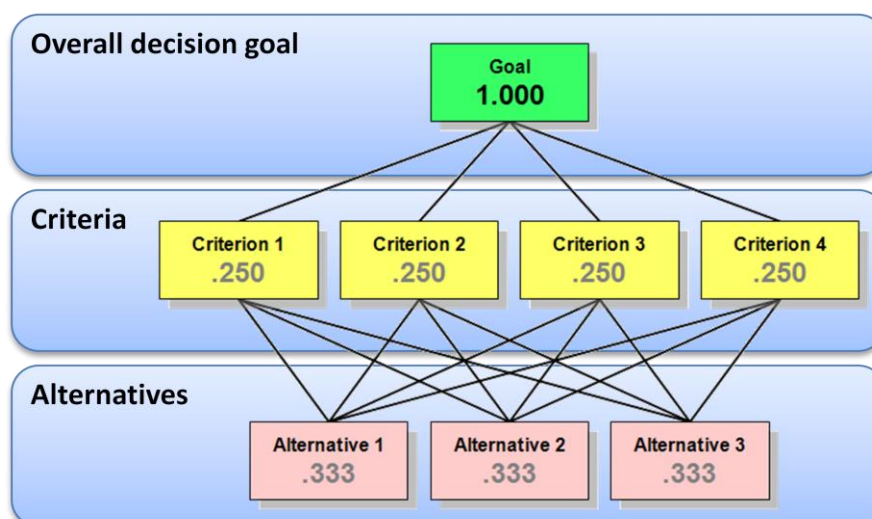 Overall decision goal
Goal
1.000
Criteria
Criterion 1
.250
Criterion 2
.250
Criterion 3
.250
Criterion 4
.250
Alternatives
Alternative 1
.333
Alternative 2
.333
Alternative 3
.333